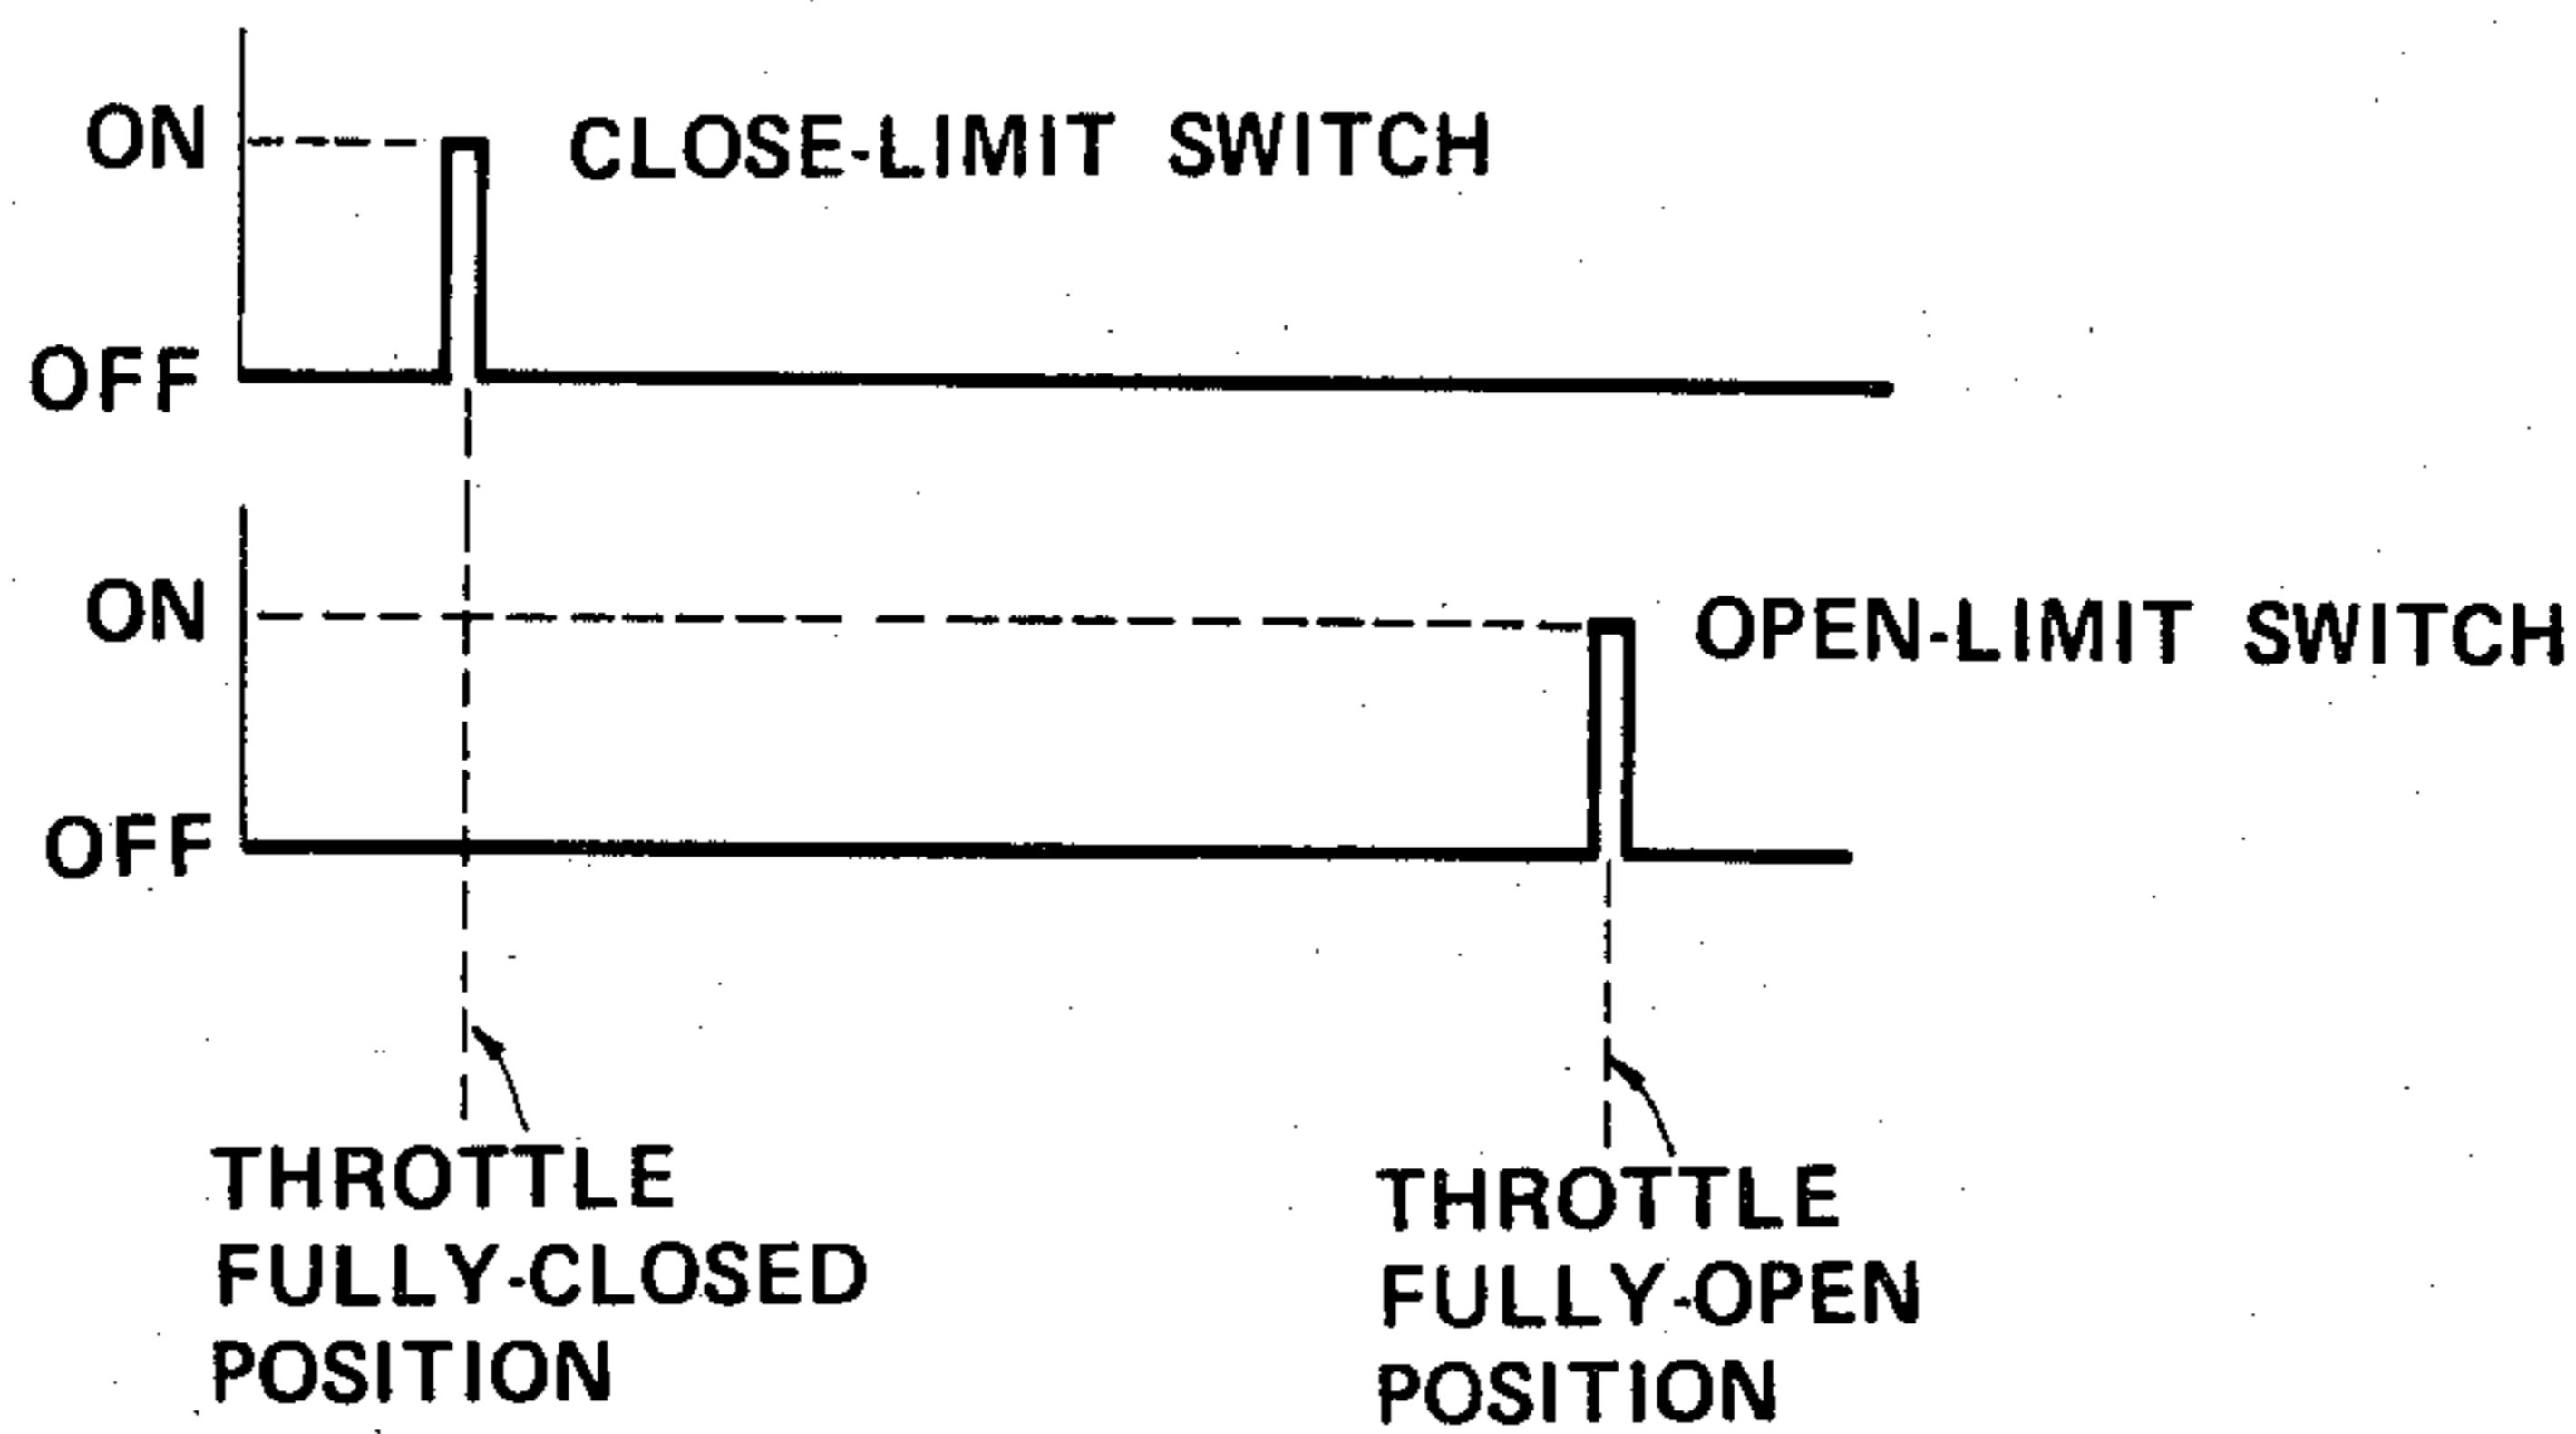 ON
CLOSE-LIMIT SWITCH
OFF
ON
OPEN-LIMIT SWITCH
OFF
THROTTLE
FULLY-CLOSED
POSITION
THROTTLE
FULLY-OPEN
POSITION